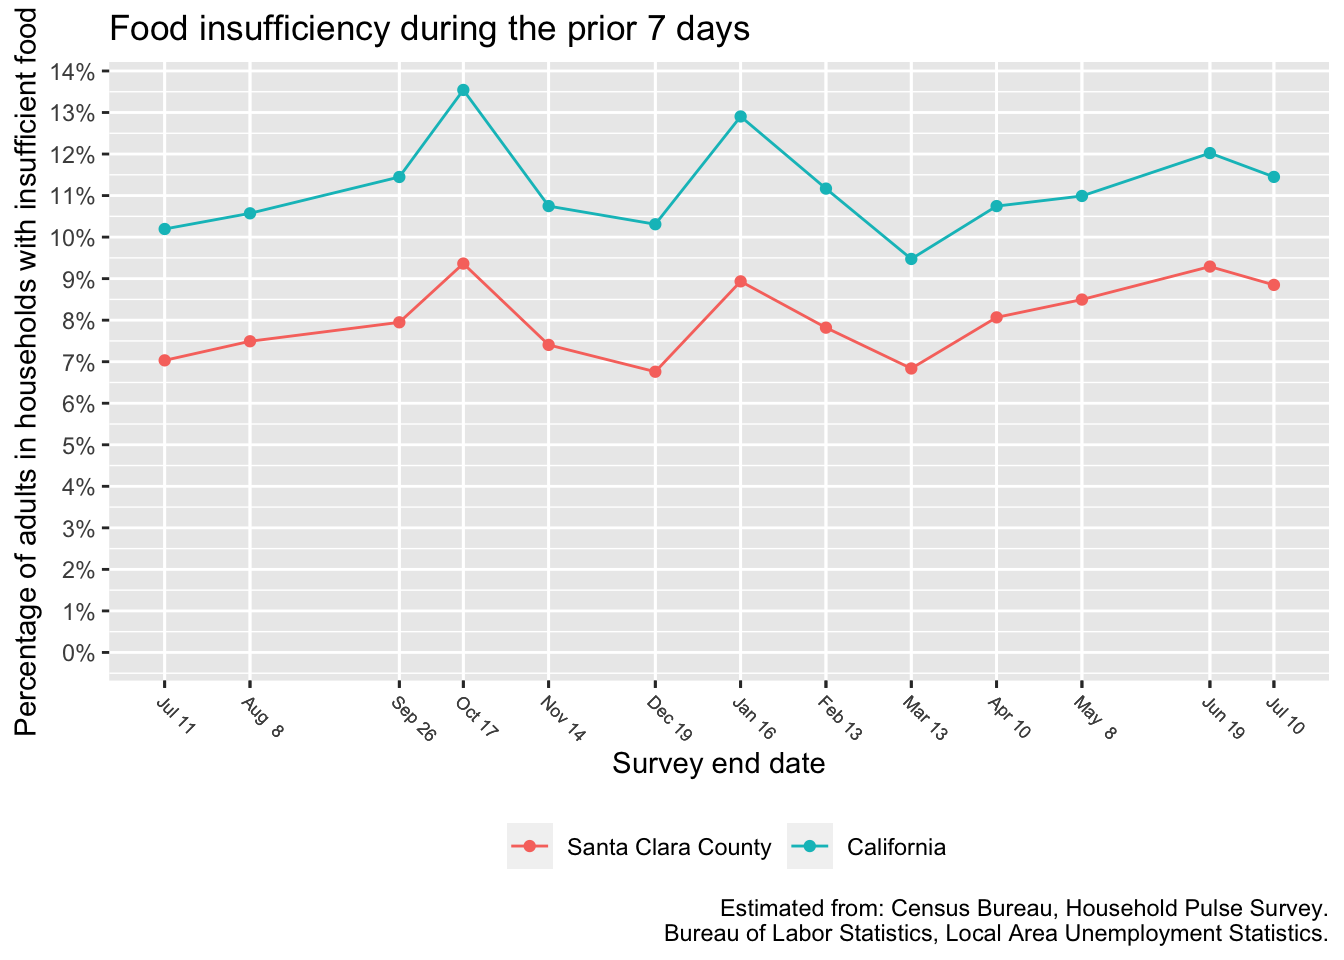 Food insufficiency during the prior 7 days
Percentage of adults in households with insufficient food
14%
13%
12%
11%
10%
9%
8%
7%
6%
5%
4%
3%
2%
1%
0%
Jul 11
Aug 8
Sep 26
Oct 17
Nov 14
Dec 19
Jan 16
Feb 13
Mar 13
Apr 10
May 8
Jun 19
Jul 10
Survey end date
Santa Clara County
California
Estimated from: Census Bureau, Household Pulse Survey.
Bureau of Labor Statistics, Local Area Unemployment Statistics.